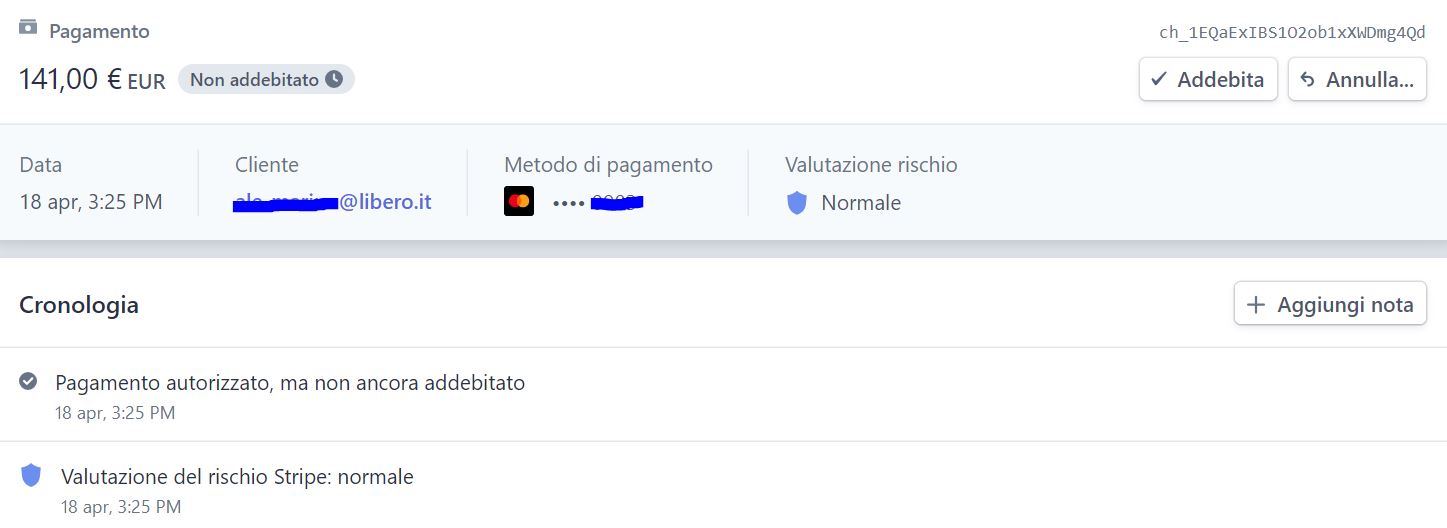 Pagamento
ch_1EQaExIBS1O2ob1xXWDmg4Qd
141,00 € EUR Non addebitato
Addebita
Annulla...
Data
Cliente
Metodo di pagamento
Valutazione rischio
18 apr, 3:25 PM
@libero.it
••••
Normale
Cronologia
Aggiungi nota
Pagamento autorizzato, ma non ancora addebitato
18 apr, 3:25 PM
Valutazione del rischio Stripe: normale
18 apr, 3:25 PM